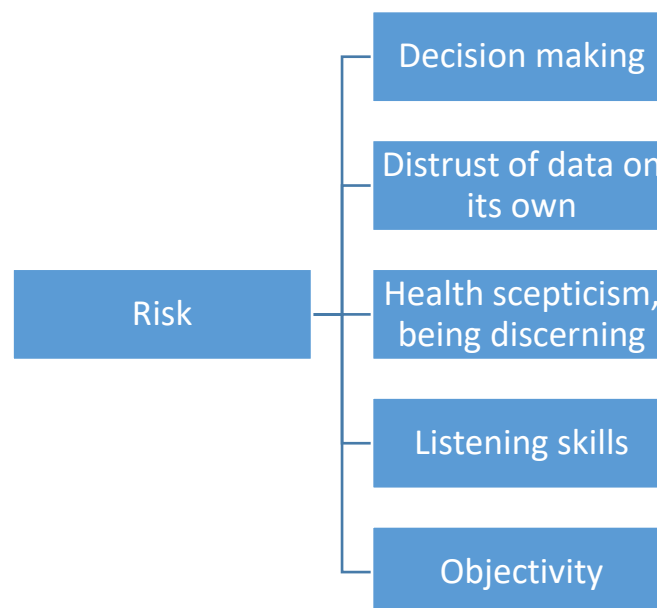 Decision making
Distrust of data on
its own
Risk
Health scepticism,
being discerning
Listening skills
Objectivity